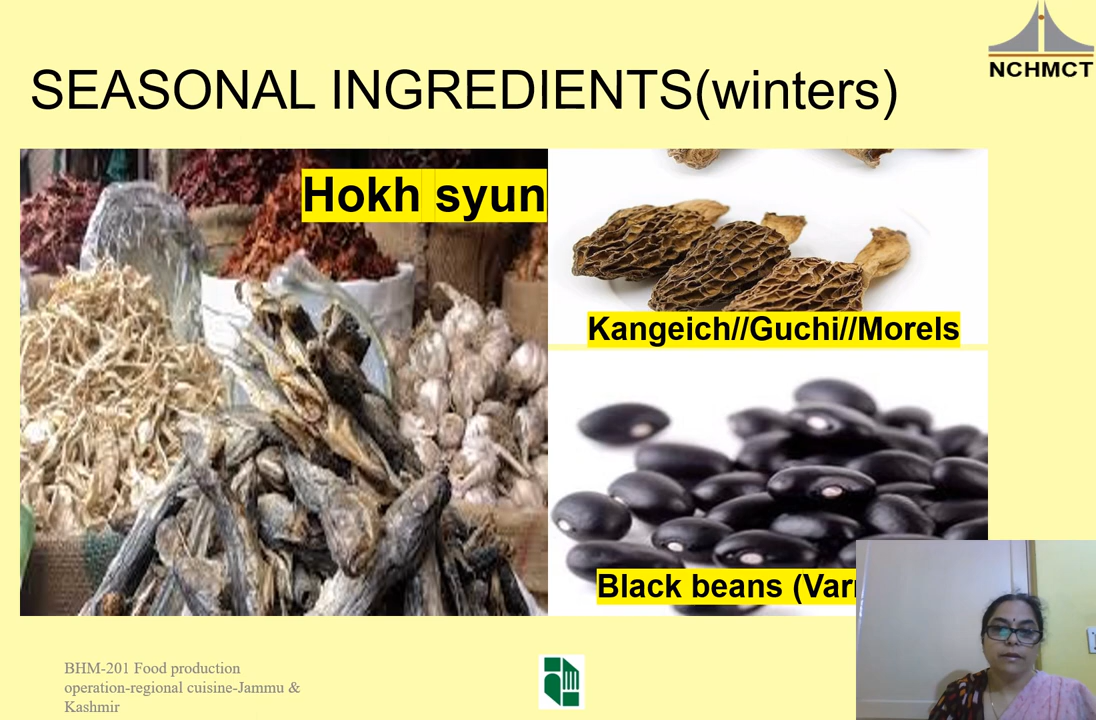 NCHMCT
SEASONAL INGREDIENTS(winters)
Hokh syun
Kangeich//Guchi//Morels
Black beans (Var
BHM-201 Food production
operation-regional cuisine-Jammu &
Kashmir